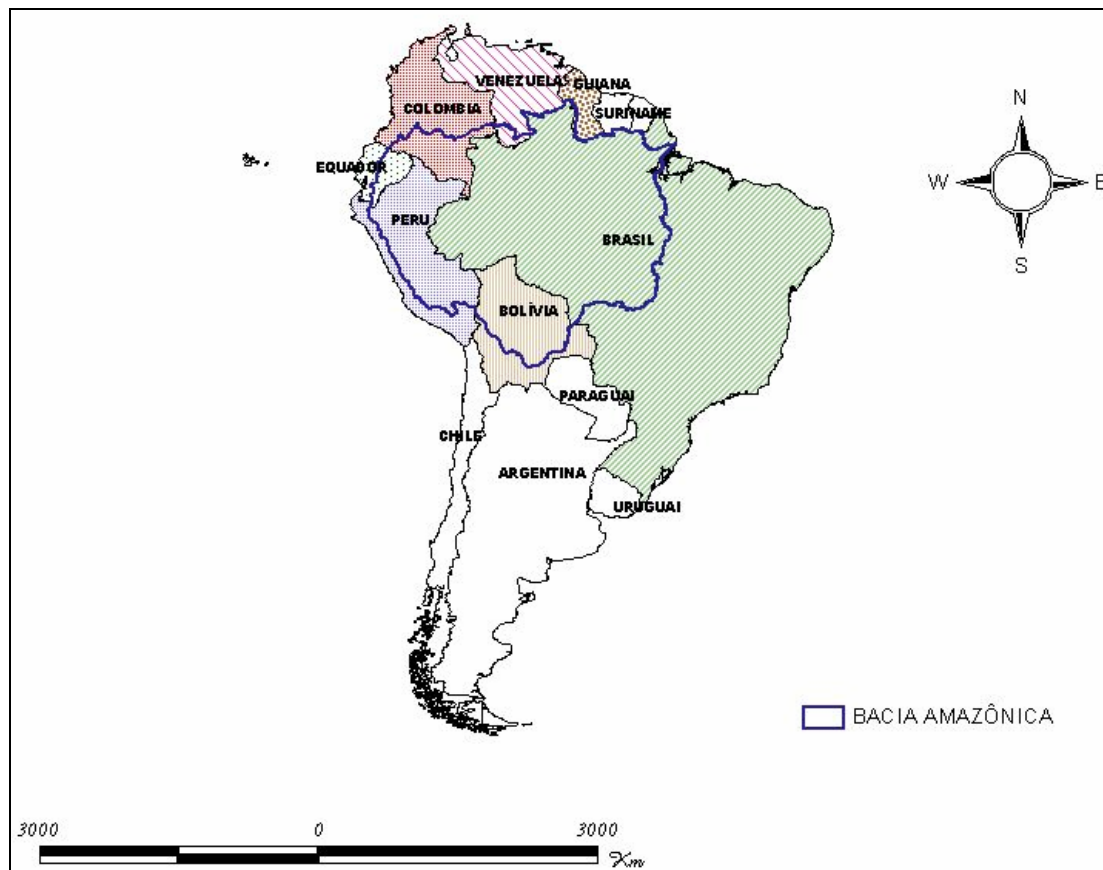 VENEZUELA
GUIANA
COLOMBIA
SURINAME
EQUADOR
PERU
BRASIL
BOLÍVIA
PARAGUAI
CHILE
ARGENTINA
URUGUAI
N
W
E
S
BACIA AMAZÔNICA
3000 0 3000
Km